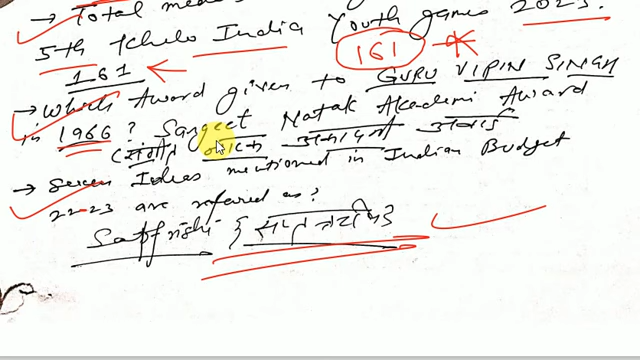 → Total
5th Khelo India Youth games 2023.
161 ← 161
→ Which Award given to GURU VIPIN SINGH
in 1966? Sangeet Natak Akademi Award
(संगीत नाटक अकादमी अवार्ड
→ Seven Ideas mentioned in Indian Budget
22-23 are referred as?
Saptrishi {सप्तऋषि}